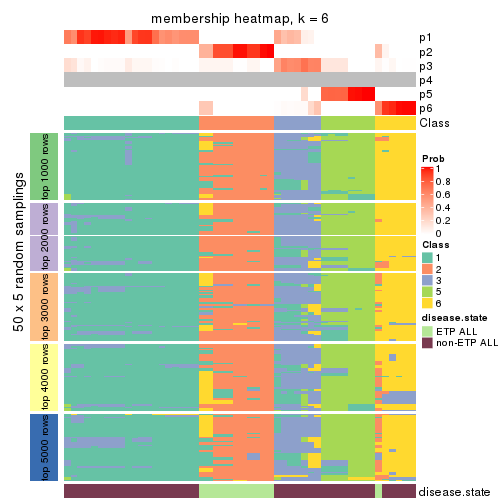 membership heatmap, k = 6
p1
p2
p3
p4
p5
p6
Class
50 x 5 random samplings
top 1000 rows
top 2000 rows
top 3000 rows
top 4000 rows
top 5000 rows
Prob
1
0.8
0.6
0.4
0.2
0
Class
1
2
3
5
6
disease.state
ETP ALL
non-ETP ALL
disease.state